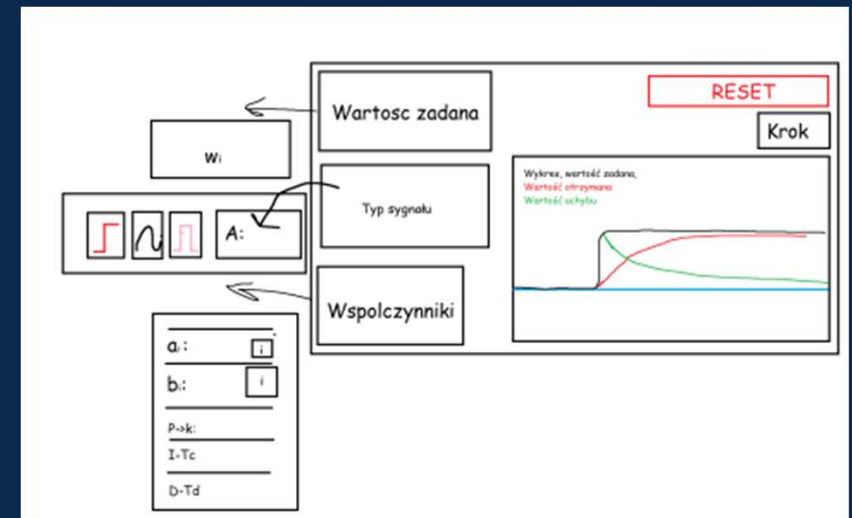 Wartosc zadana
RESET
Krok
Wi
Typ sygnału
A:
Wykres, wartość zadana,
Wartość otrzymana
Wartość uchybu
Wspolczynniki
ai:
i
bi:
i
P->k:
I-Tc
D-Td